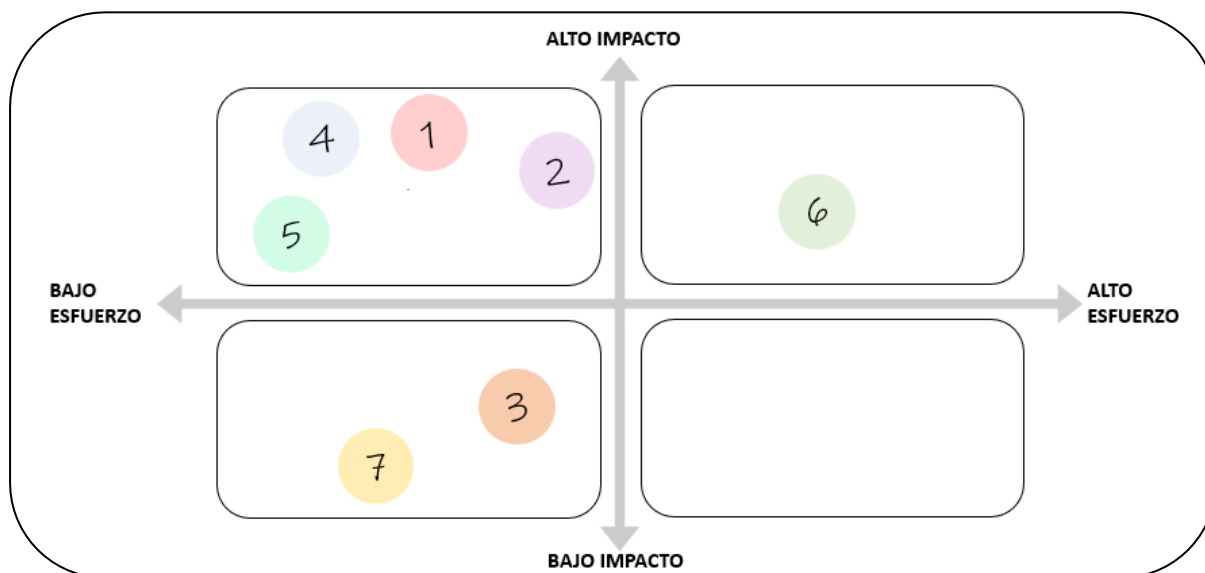 ALTO IMPACTO
4
1
2
5
6
BAJO
ESFUERZO
ALTO
ESFUERZO
3
7
BAJO IMPACTO